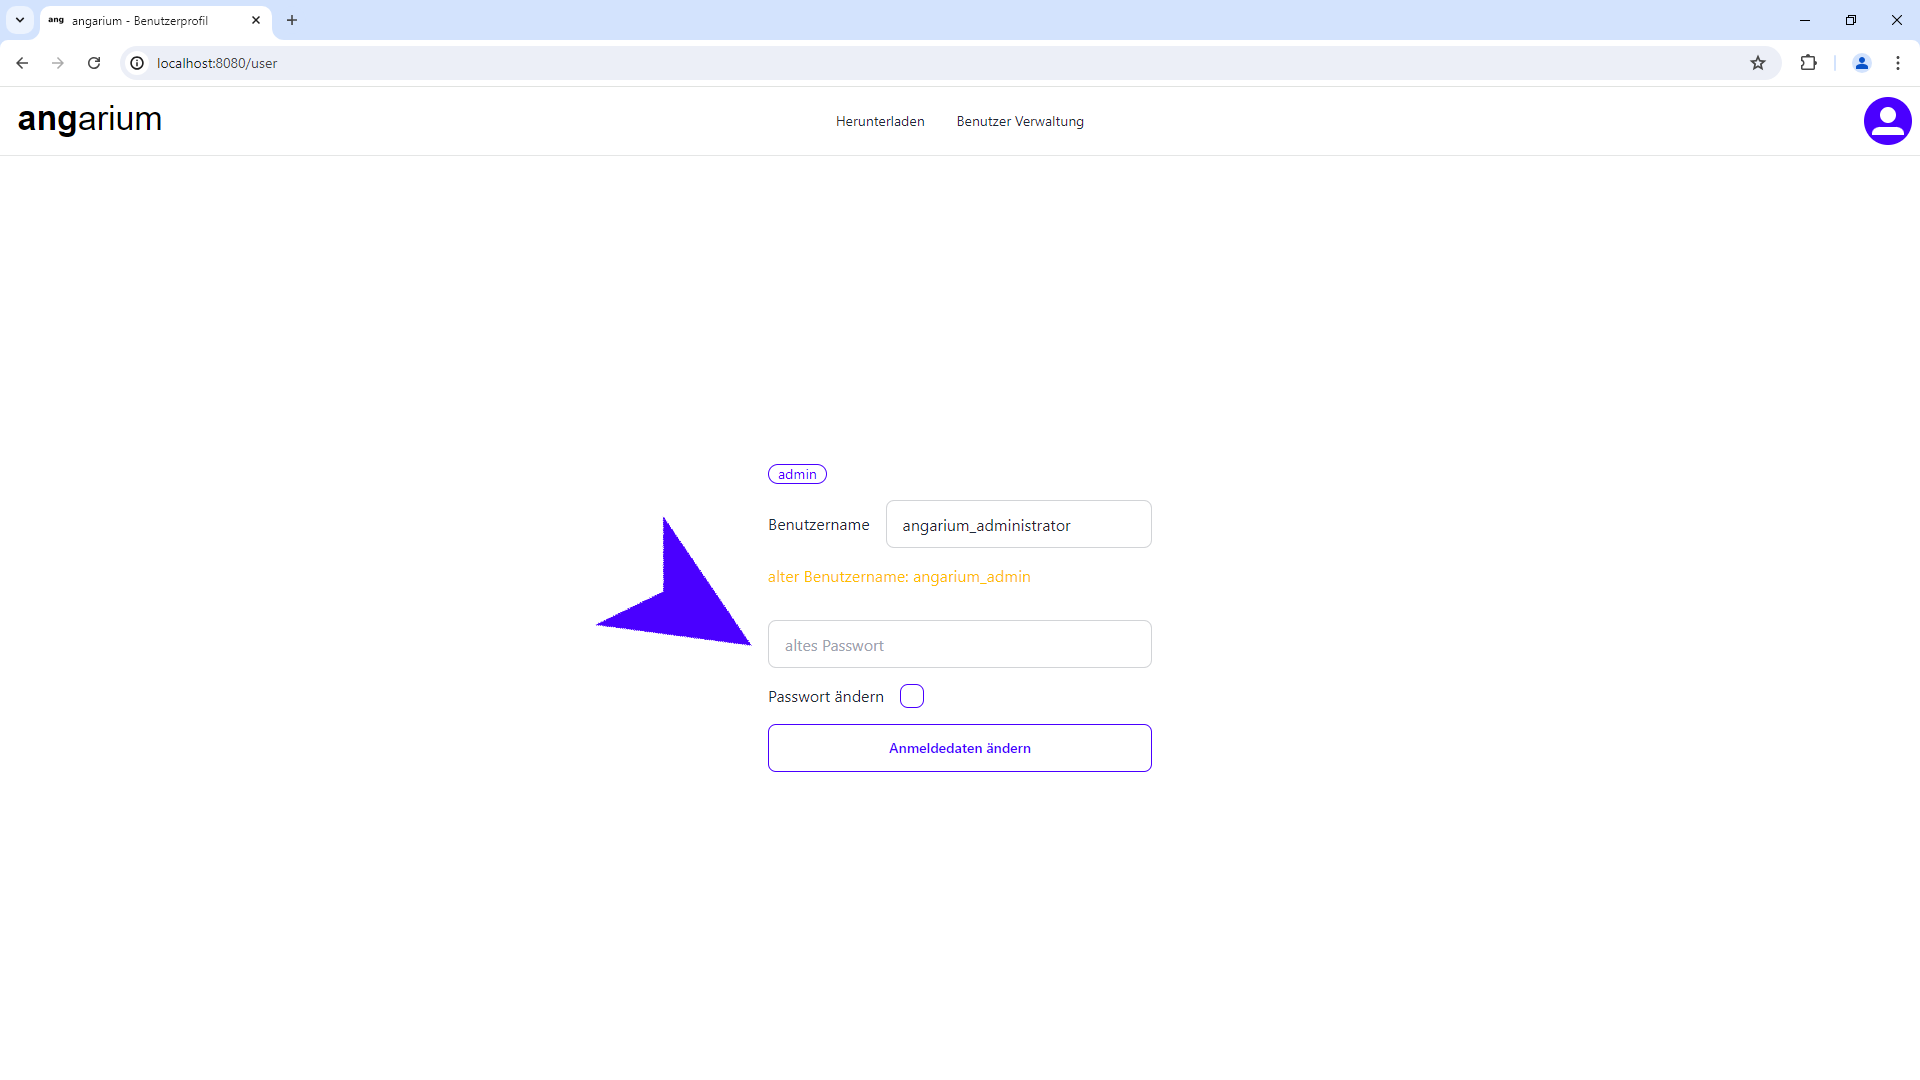 ang angarium - Benutzerprofil
localhost:8080/user
angarium
Herunterladen Benutzer Verwaltung
admin
Benutzername angarium_administrator
alter Benutzername: angarium_admin
altes Passwort
Passwort ändern
Anmeldedaten ändern